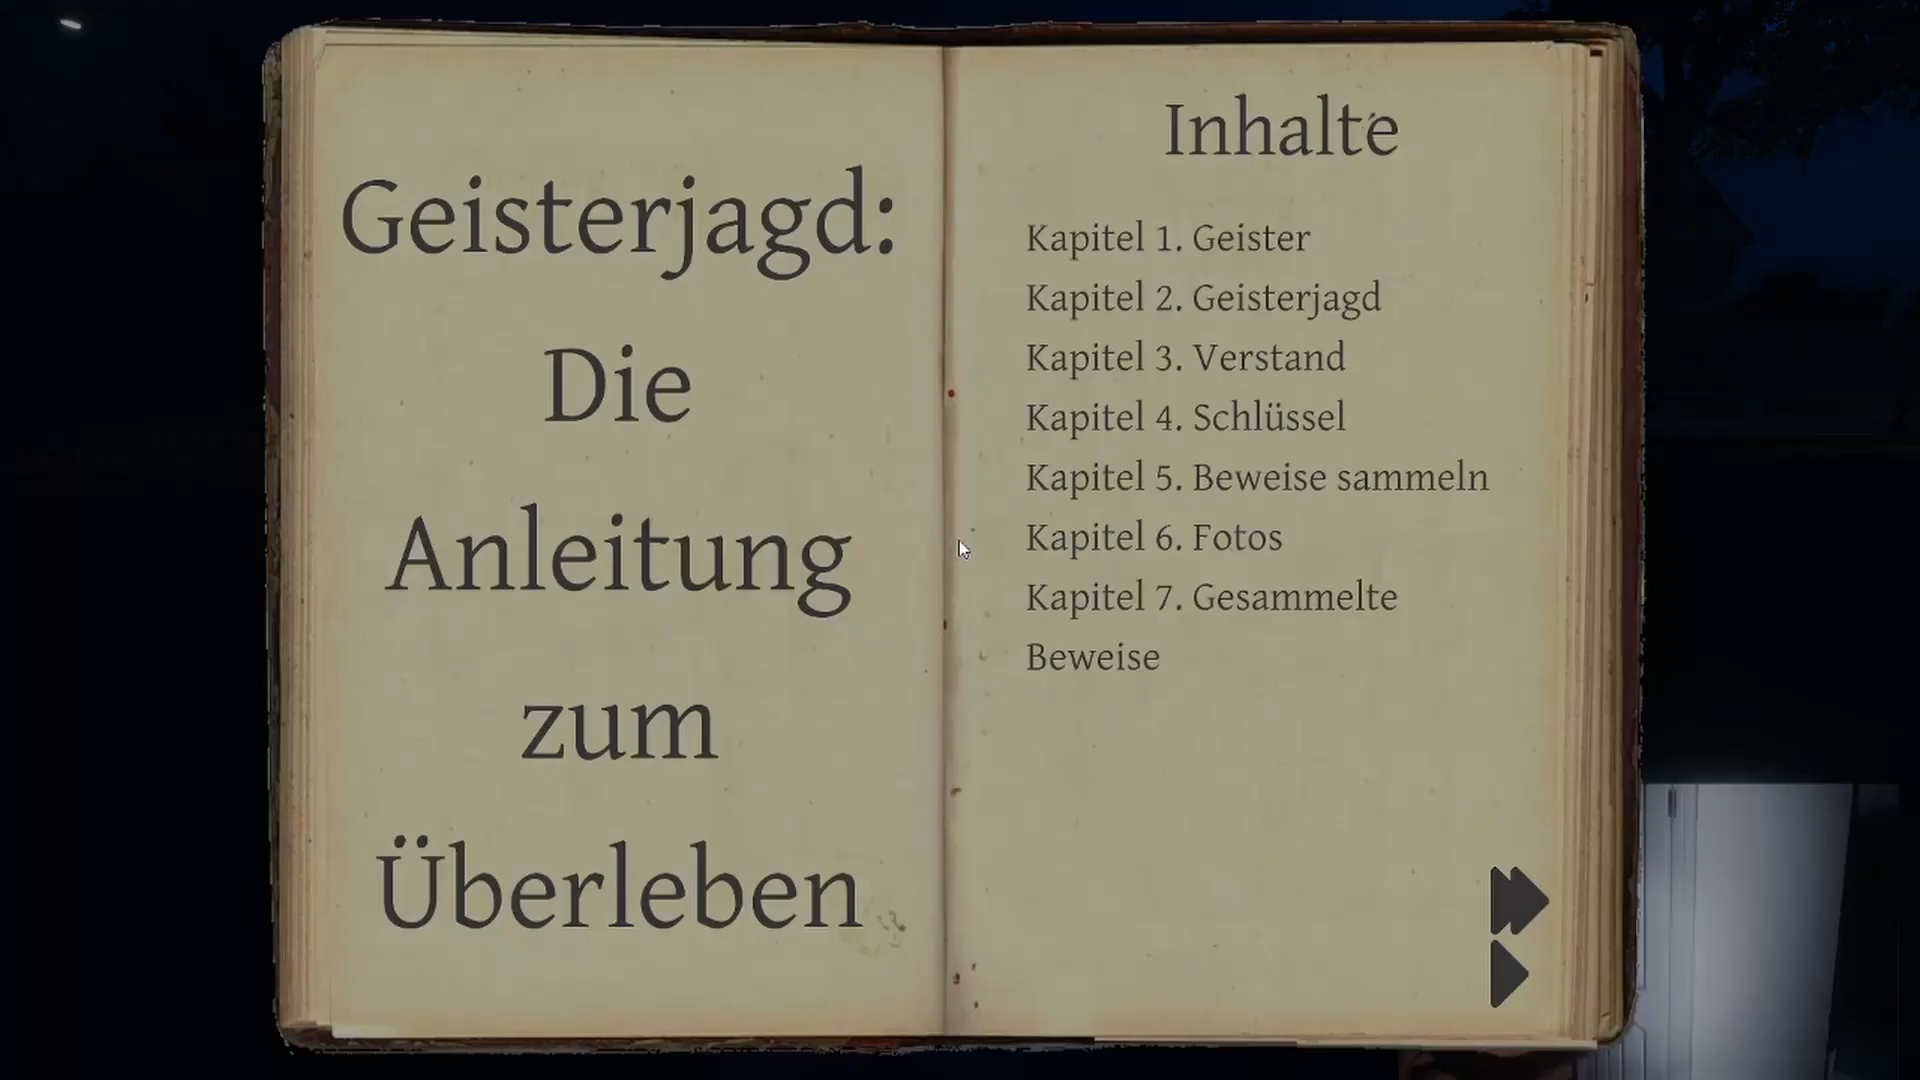 Geisterjagd:
Die
Anleitung
zum
Überleben
Inhalte
Kapitel 1. Geister
Kapitel 2. Geisterjagd
Kapitel 3. Verstand
Kapitel 4. Schlüssel
Kapitel 5. Beweise sammeln
Kapitel 6. Fotos
Kapitel 7. Gesammelte
Beweise